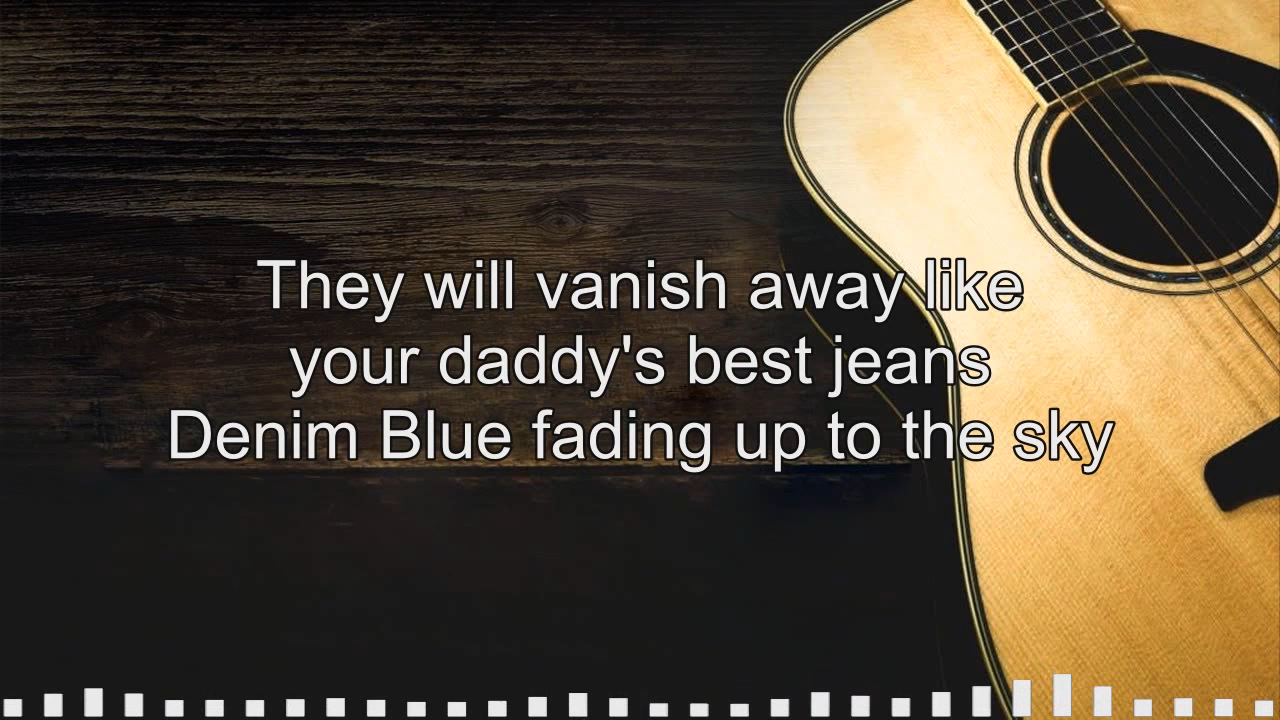 They will vanish away like
your daddy's best jeans
Denim Blue fading up to the sky